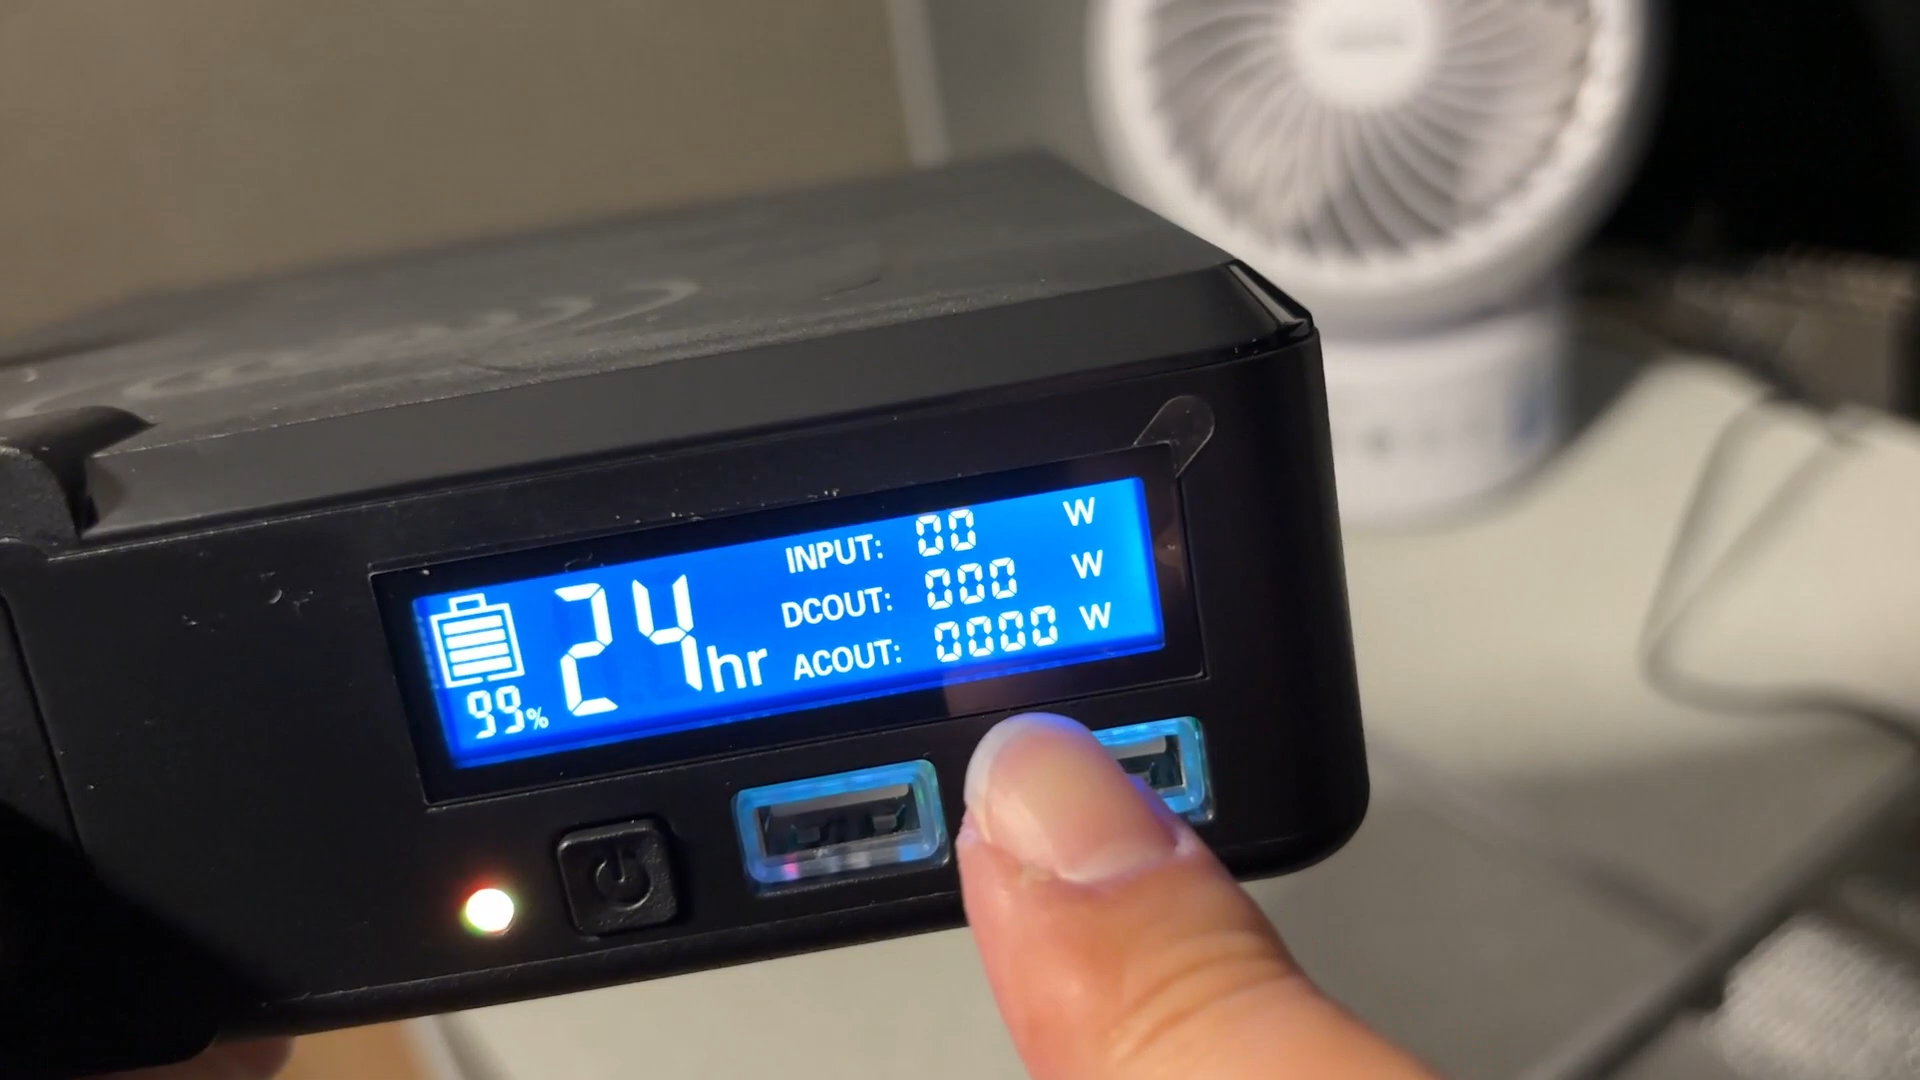 INPUT: 00 W
DCOUT: 000 W
ACOUT: 0000 W
24hr
99%